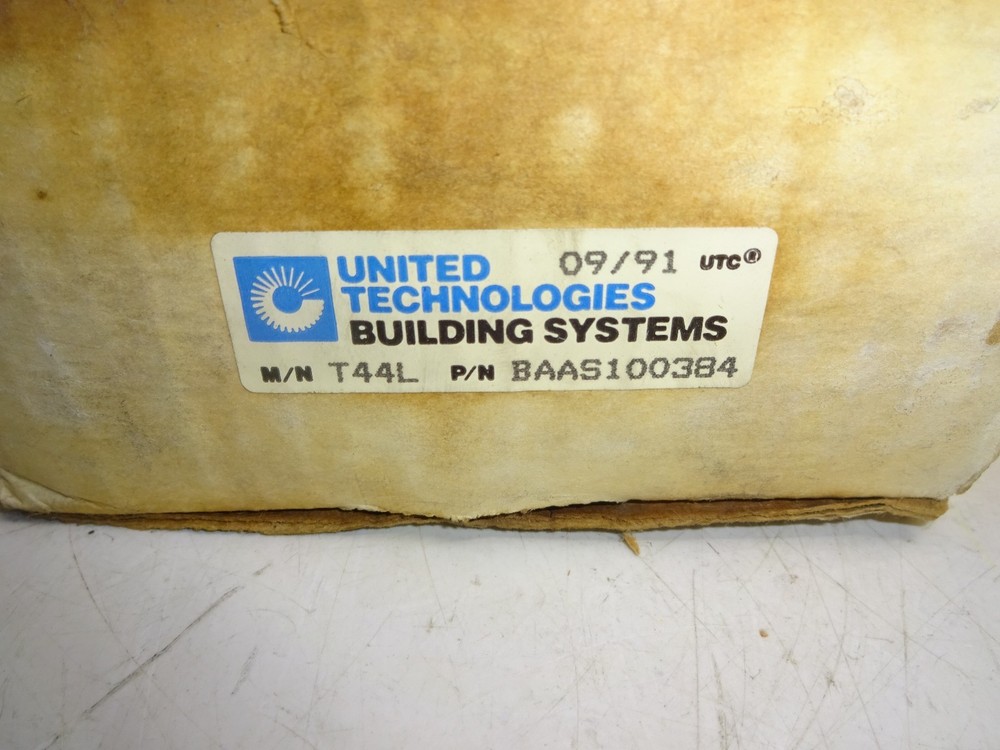 UNITED 09/91 UTC®
TECHNOLOGIES
BUILDING SYSTEMS
M/N T44L P/N BAAS100384